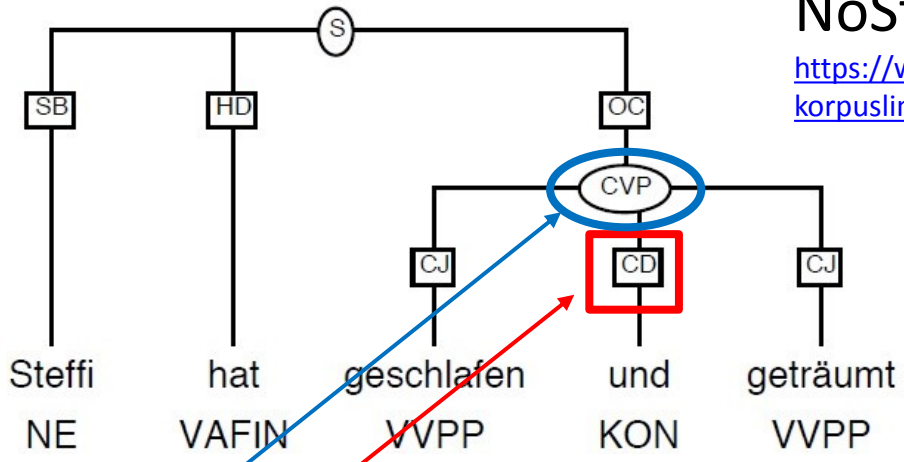 NoSt
https://w
korpuslin
S
SB HD OC
CVP
CJ CD CJ
Steffi hat geschlafen und geträumt
NE VAFIN VVPP KON VVPP